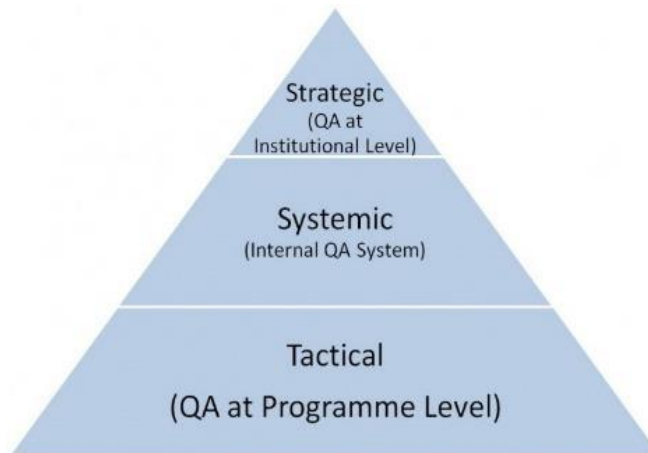 Strategic
(QA at
Institutional Level)
Systemic
(Internal QA System)
Tactical
(QA at Programme Level)